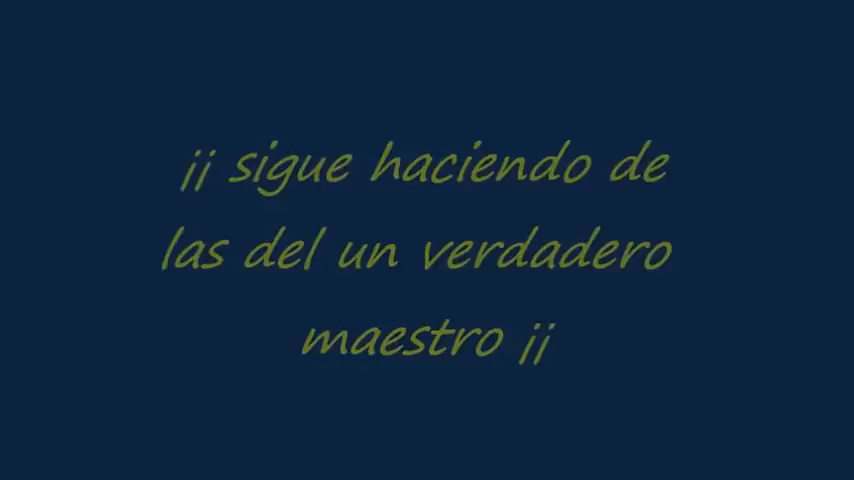 ¡¡ sigue haciendo de
las del un verdadero
maestro ¡¡